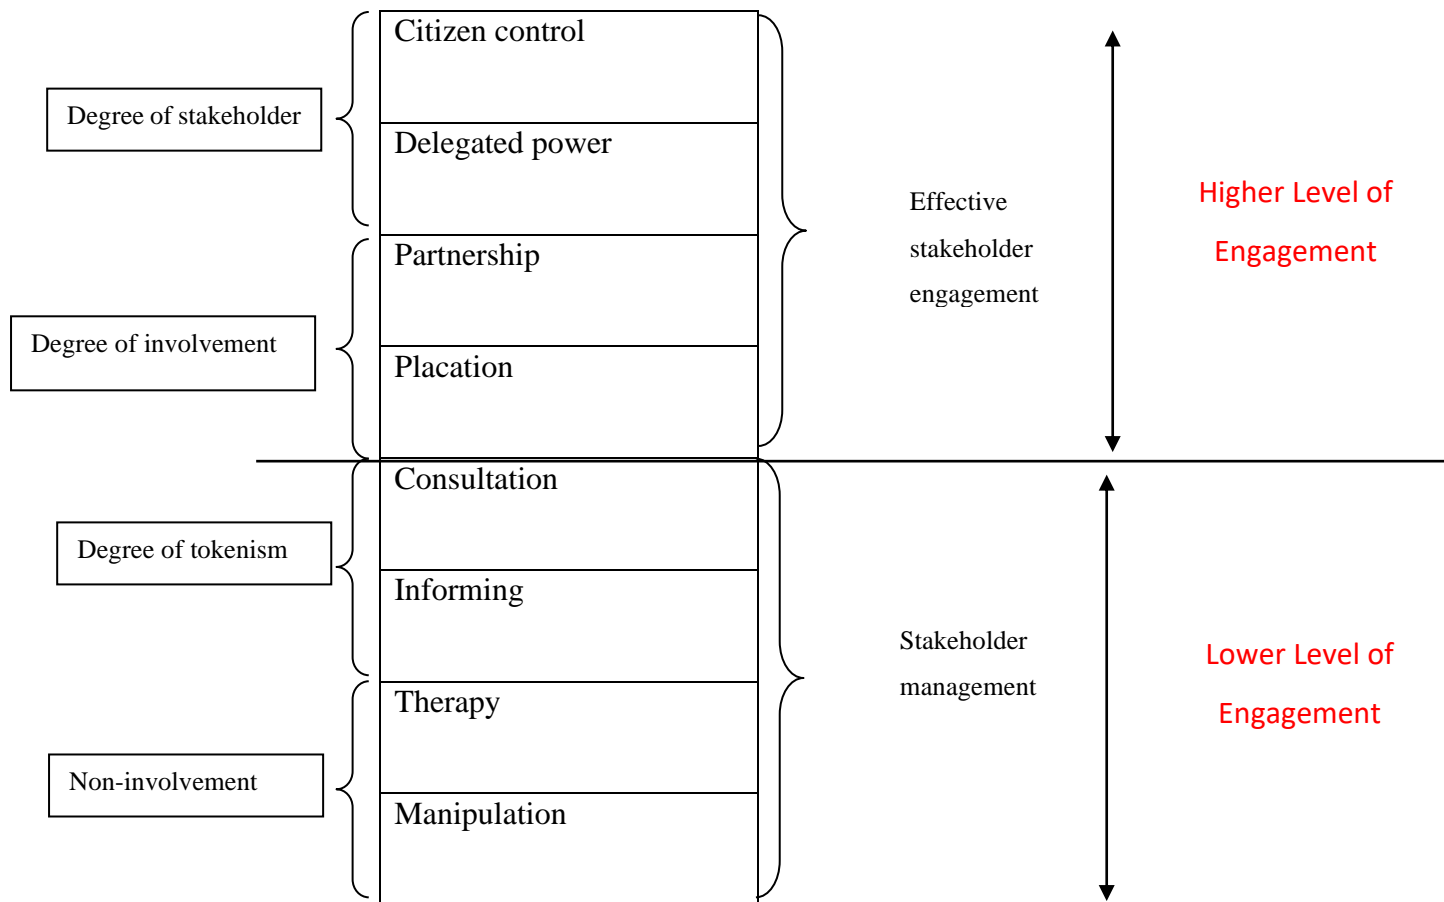 Citizen control
Degree of stakeholder
Delegated power
Effective
stakeholder
engagement
Higher Level of
Engagement
Partnership
Degree of involvement
Placation
Consultation
Degree of tokenism
Informing
Stakeholder
management
Lower Level of
Engagement
Therapy
Non-involvement
Manipulation